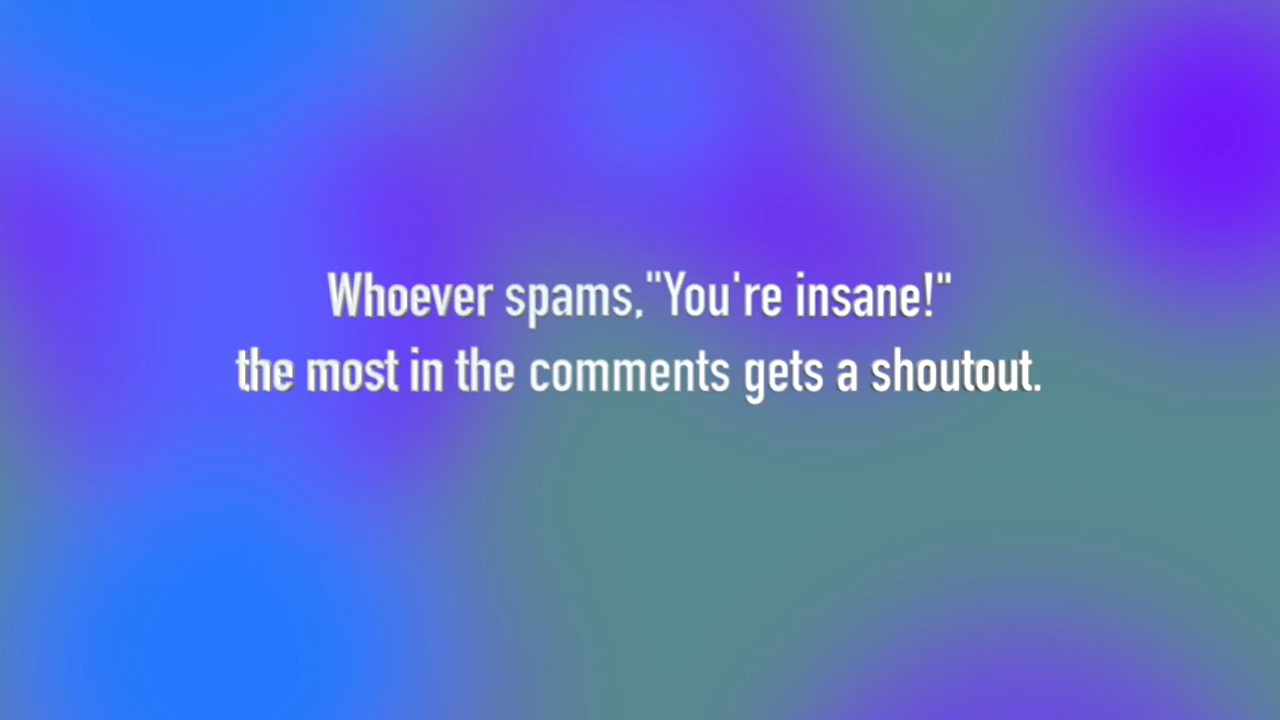 Whoever spams,"You're insane!"
the most in the comments gets a shoutout.